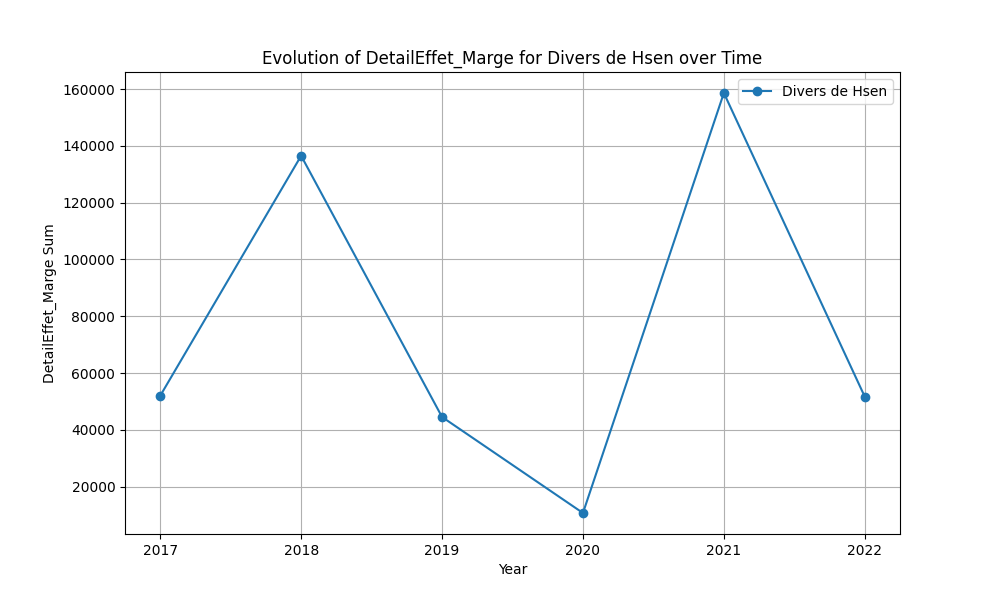 Evolution of DetailEffet_Marge for Divers de Hsen over Time
Divers de Hsen
160000
140000
120000
100000
80000
60000
40000
20000
DetailEffet_Marge Sum
2017 2018 2019 2020 2021 2022
Year